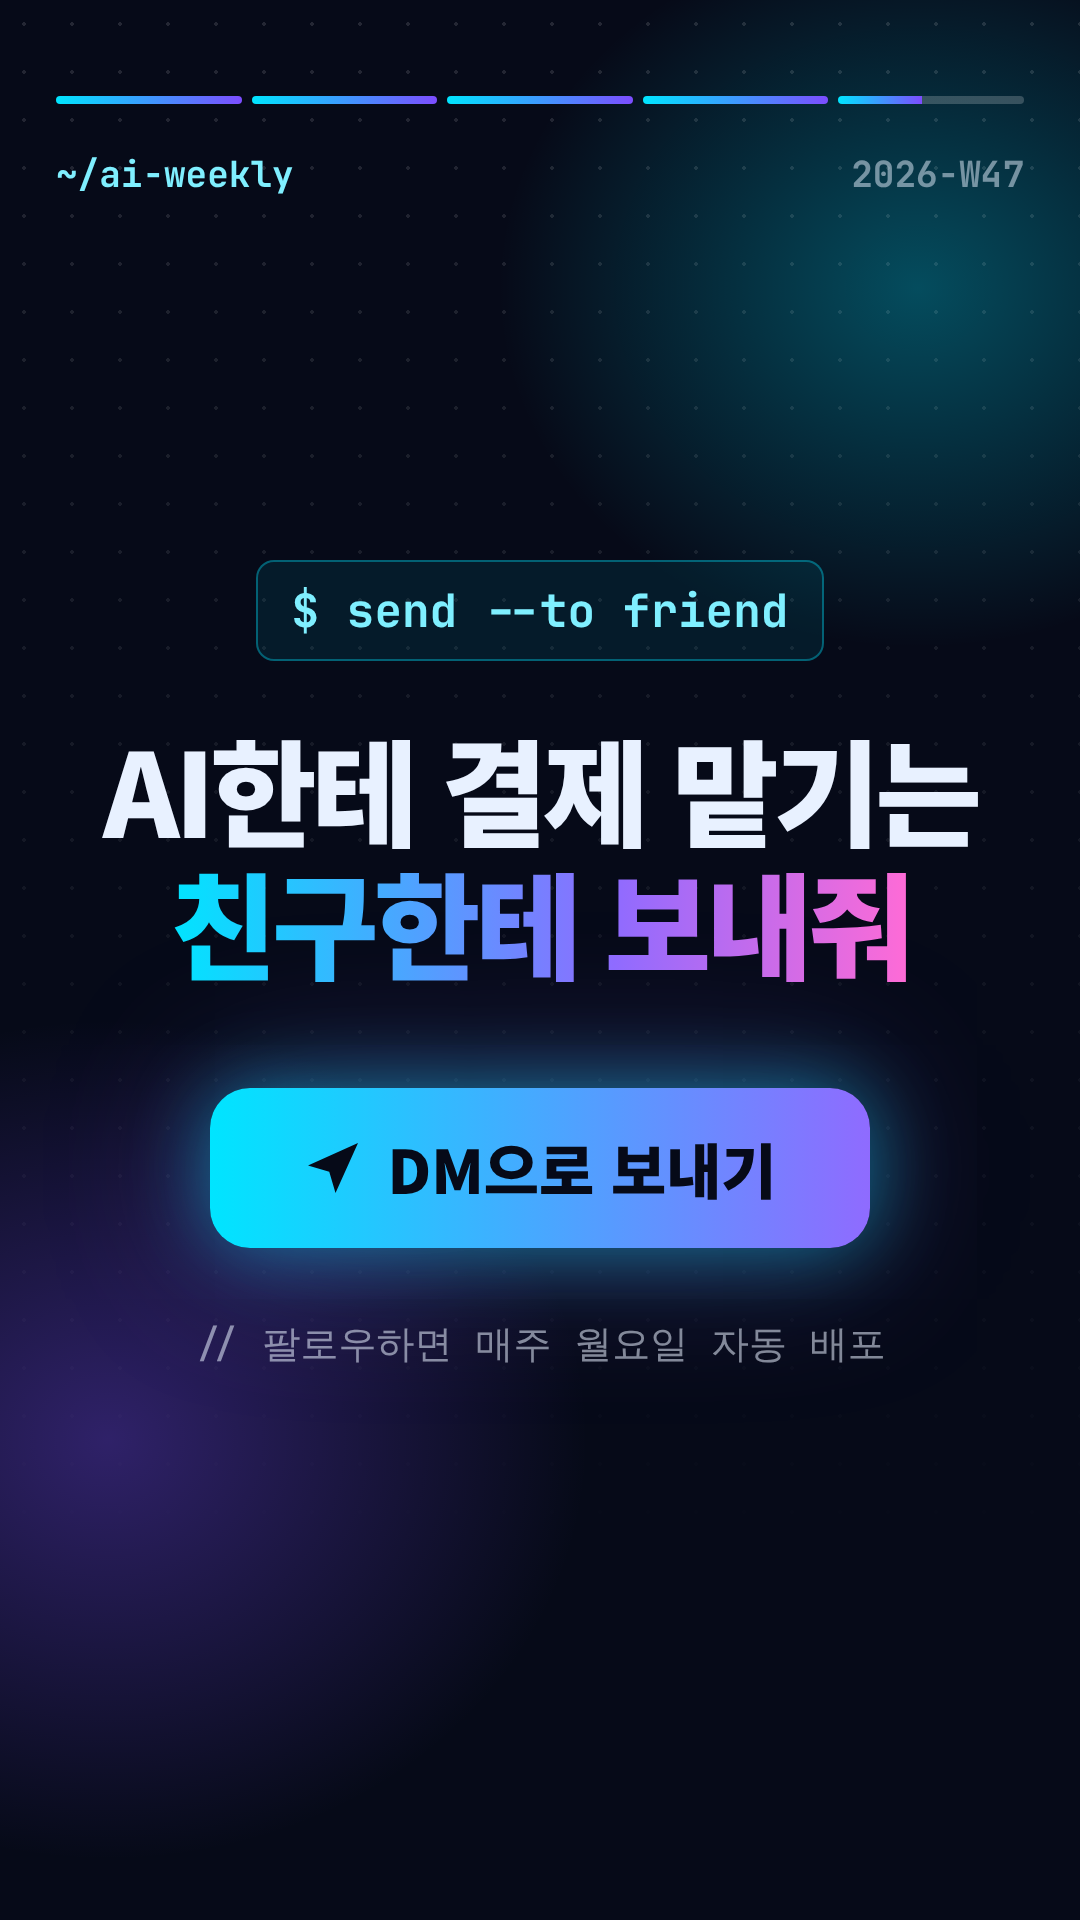 ~/ai-weekly
2026-W47
$ send --to friend
AI한테 결제 맡기는
친구한테 보내줘
DM으로 보내기
// 팔로우하면 매주 월요일 자동 배포